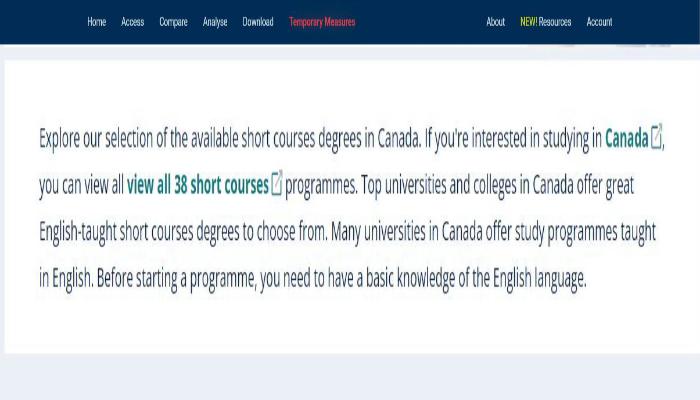 Home Access Compare Analyse Download Temporary Measures About NEW! Resources Account
Explore our selection of the available short courses degrees in Canada. If you're interested in studying in Canada,
you can view all view all 38 short courses programmes. Top universities and colleges in Canada offer great
English-taught short courses degrees to choose from. Many universities in Canada offer study programmes taught
in English. Before starting a programme, you need to have a basic knowledge of the English language.